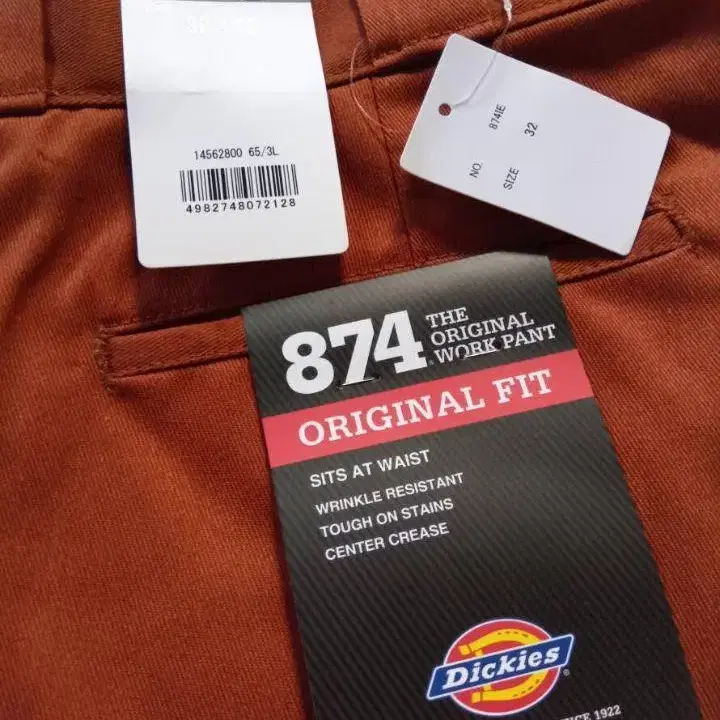 14562800 65/3L
4982748072128
NO. 8741E
SIZE 32
874 THE
ORIGINAL
WORK PANT
ORIGINAL FIT
SITS AT WAIST
WRINKLE RESISTANT
TOUGH ON STAINS
CENTER CREASE
Dickies
®
1922